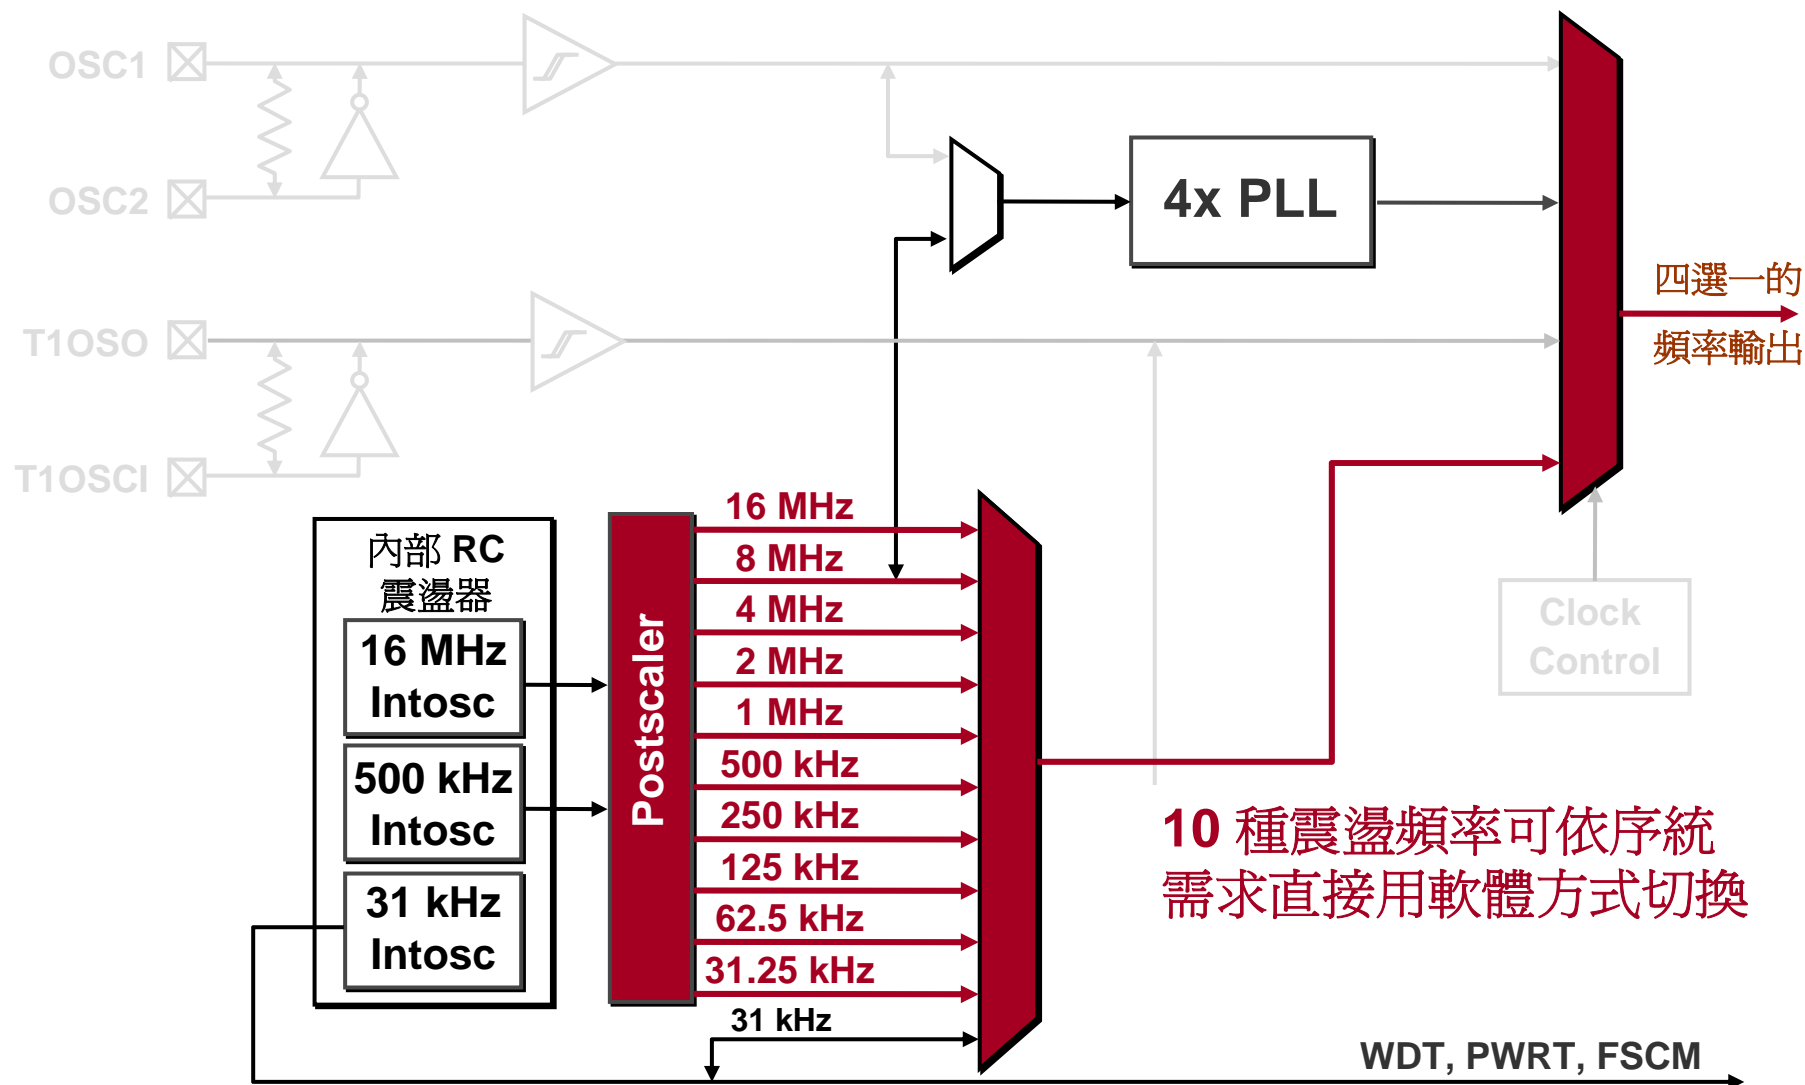 OSC1
OSC2
4x PLL
四選一的
頻率輸出
T1OSO
T1OSCI
內部 RC
震盪器
16 MHz
Intosc
500 kHz
Intosc
31 kHz
Intosc
Postscaler
16 MHz
8 MHz
4 MHz
2 MHz
1 MHz
500 kHz
250 kHz
125 kHz
62.5 kHz
31.25 kHz
31 kHz
Clock
Control
10 種震盪頻率可依序統
需求直接用軟體方式切換
WDT, PWRT, FSCM